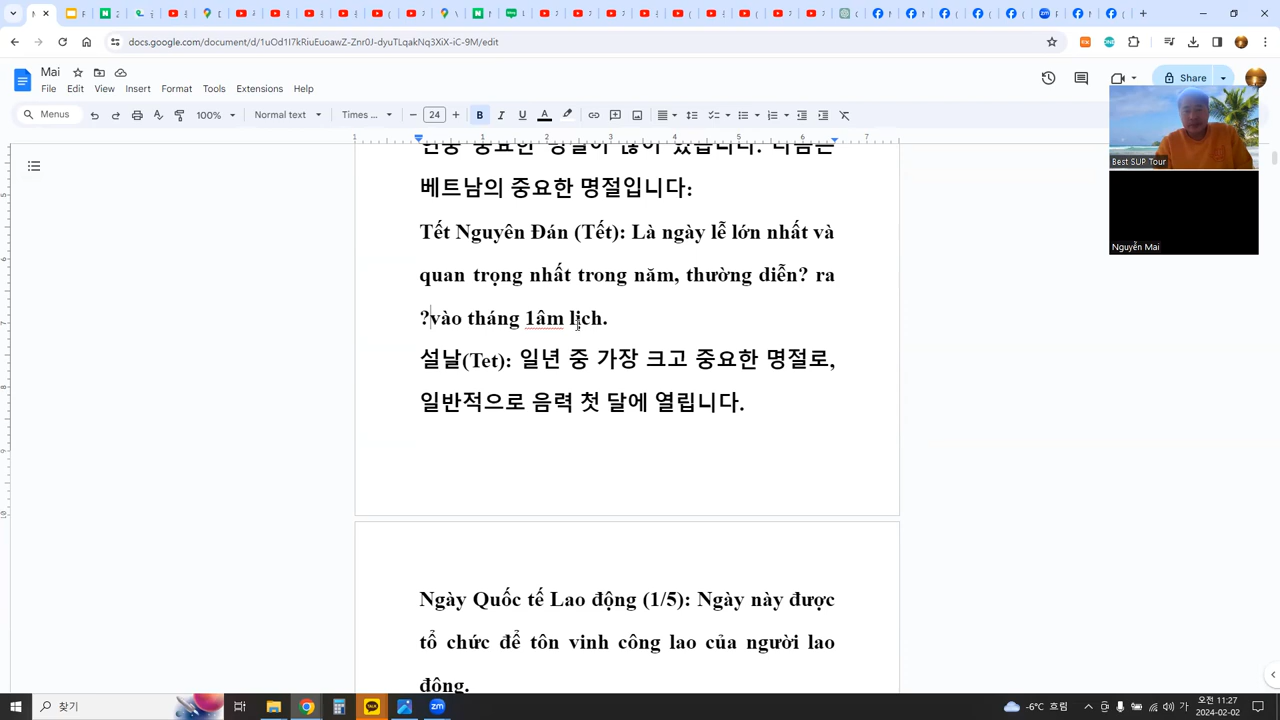 docs.google.com/document/d/1uOd1I7kRiuEuoawZ-Znr0J-dyuTLqakNq3XiX-iC-9M/edit
Mai
File Edit View Insert Format Tools Extensions Help
Share
Menus 100% Normal text Times ... 24
베트남의 중요한 명절입니다:
Tết Nguyên Đán (Tết): Là ngày lễ lớn nhất và
quan trọng nhất trong năm, thường diễn? ra
?vào tháng 1âm lịch.
설날(Tet): 일년 중 가장 크고 중요한 명절로,
일반적으로 음력 첫 달에 열립니다.
Ngày Quốc tế Lao động (1/5): Ngày này được
tổ chức để tôn vinh công lao của người lao
động.
Best SUP Tour
Nguyễn Mai
찾기
-6°C 흐림
가
오전 11:27
2024-02-02